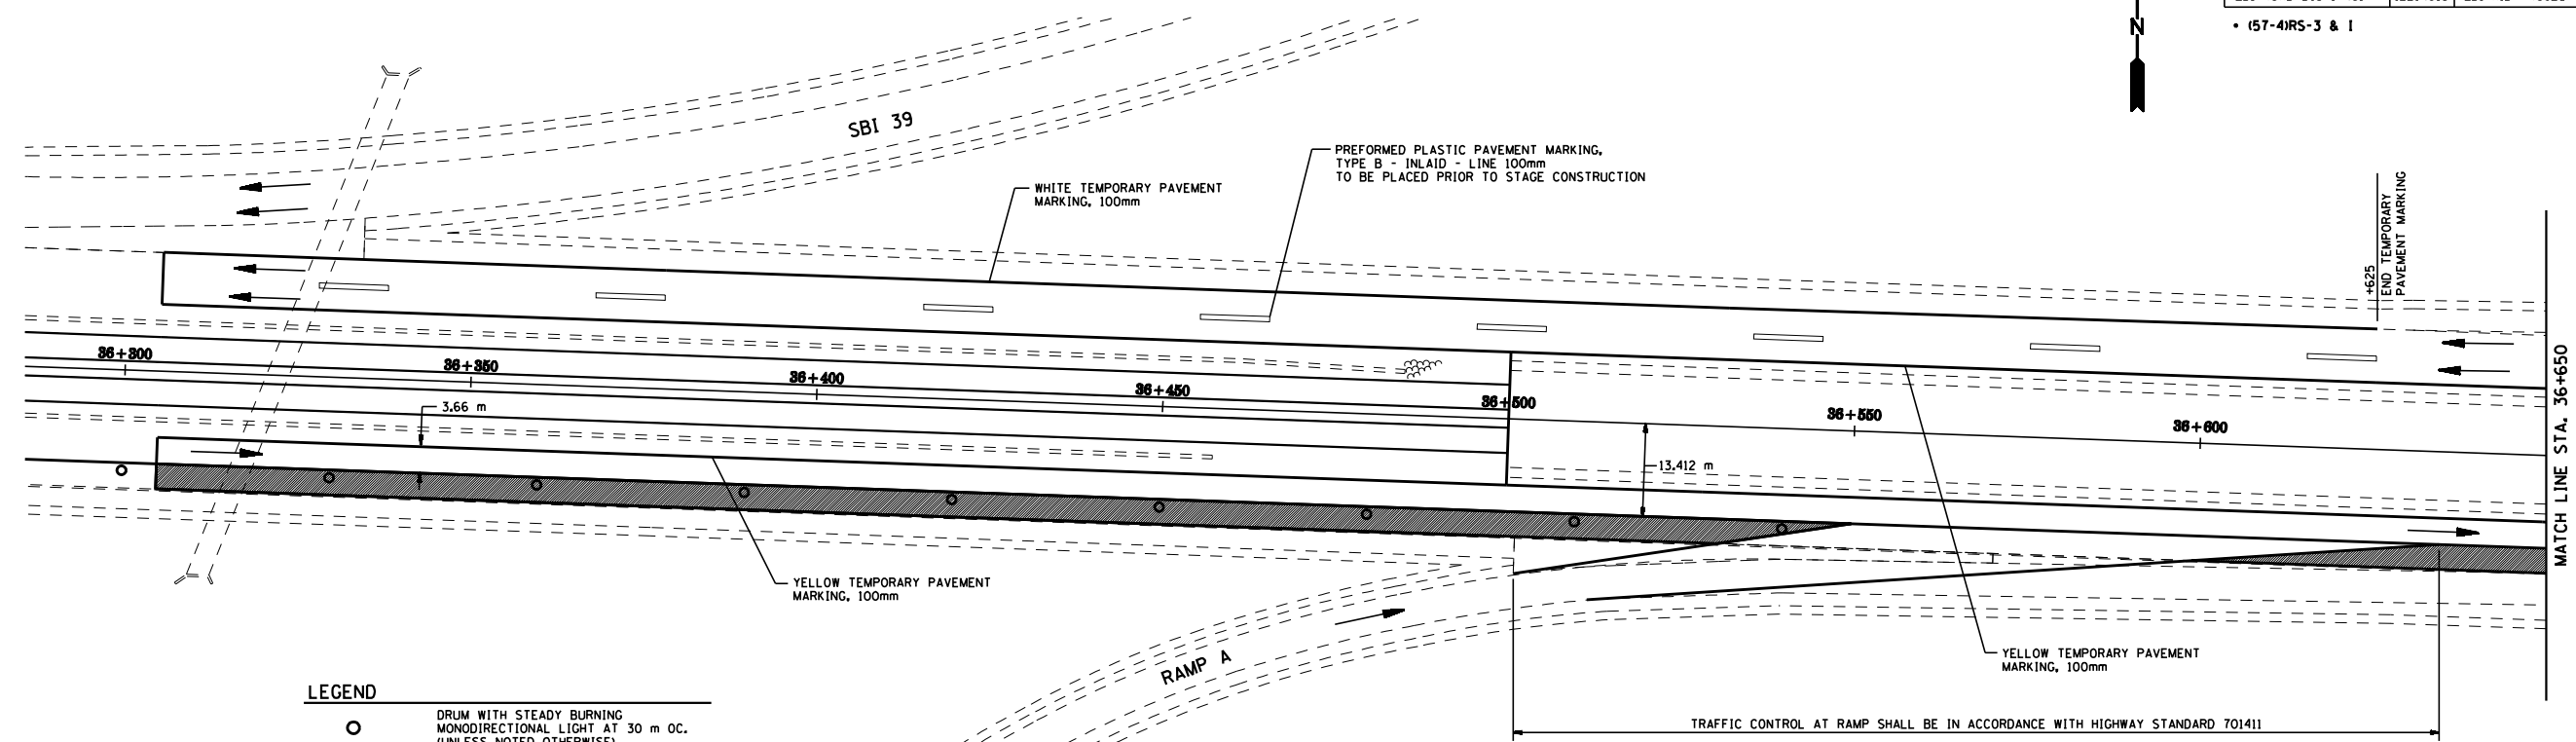 N
• (57-4)RS-3 & I
SBI 39
PREFORMED PLASTIC PAVEMENT MARKING,
TYPE B - INLAID - LINE 100mm
TO BE PLACED PRIOR TO STAGE CONSTRUCTION
WHITE TEMPORARY PAVEMENT
MARKING, 100mm
+625
END TEMPORARY
PAVEMENT MARKING
36+300
36+350
36+400
36+450
36+500
36+550
36+600
MATCH LINE STA. 36+650
3.66 m
13.412 m
YELLOW TEMPORARY PAVEMENT
MARKING, 100mm
RAMP A
YELLOW TEMPORARY PAVEMENT
MARKING, 100mm
LEGEND
DRUM WITH STEADY BURNING
MONODIRECTIONAL LIGHT AT 30 m OC.
(UNLESS NOTED OTHERWISE)
TRAFFIC CONTROL AT RAMP SHALL BE IN ACCORDANCE WITH HIGHWAY STANDARD 701411